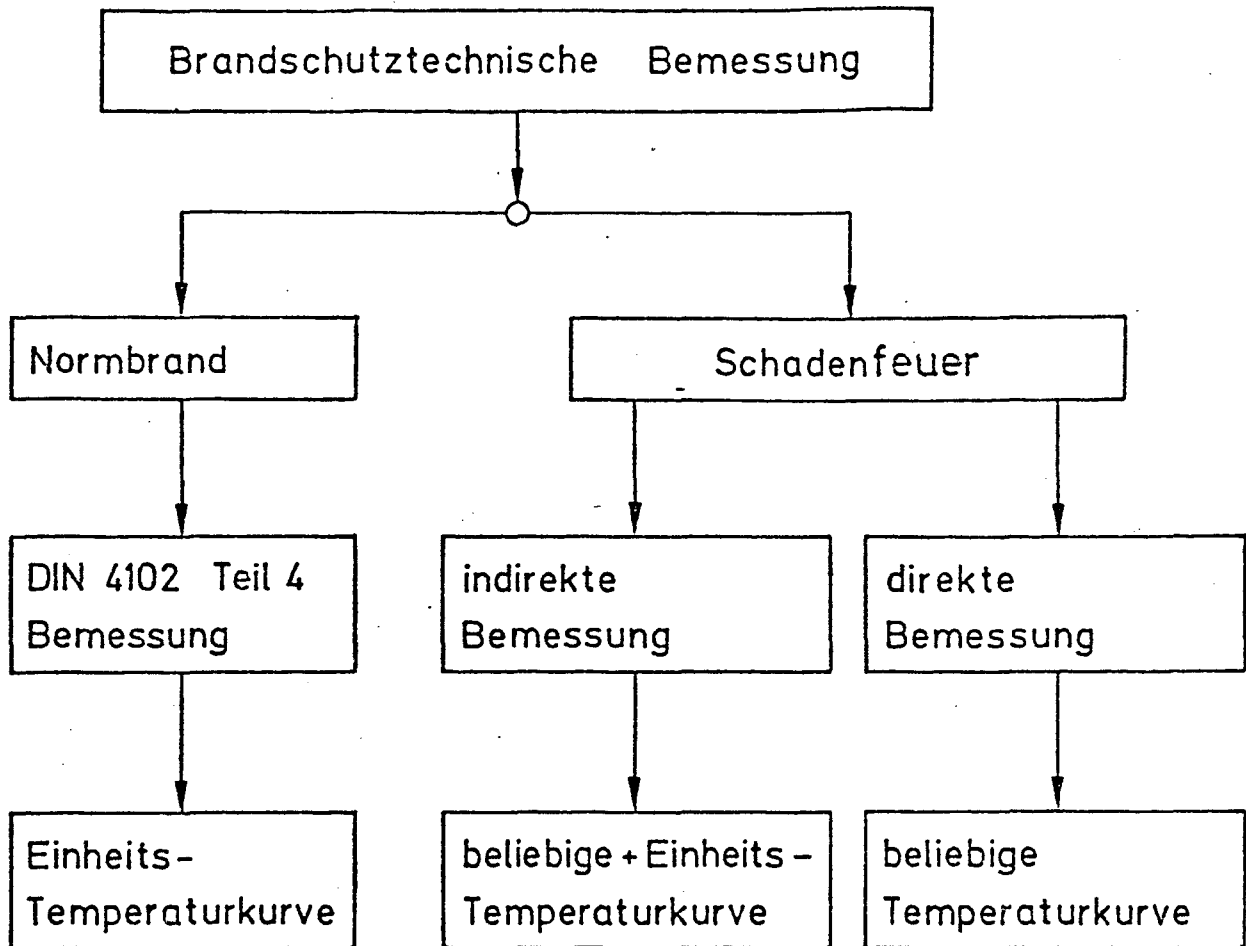 Brandschutztechnische Bemessung
Normbrand
Schadenfeuer
DIN 4102 Teil 4
Bemessung
indirekte
Bemessung
direkte
Bemessung
Einheits-
Temperaturkurve
beliebige + Einheits-
Temperaturkurve
beliebige
Temperaturkurve